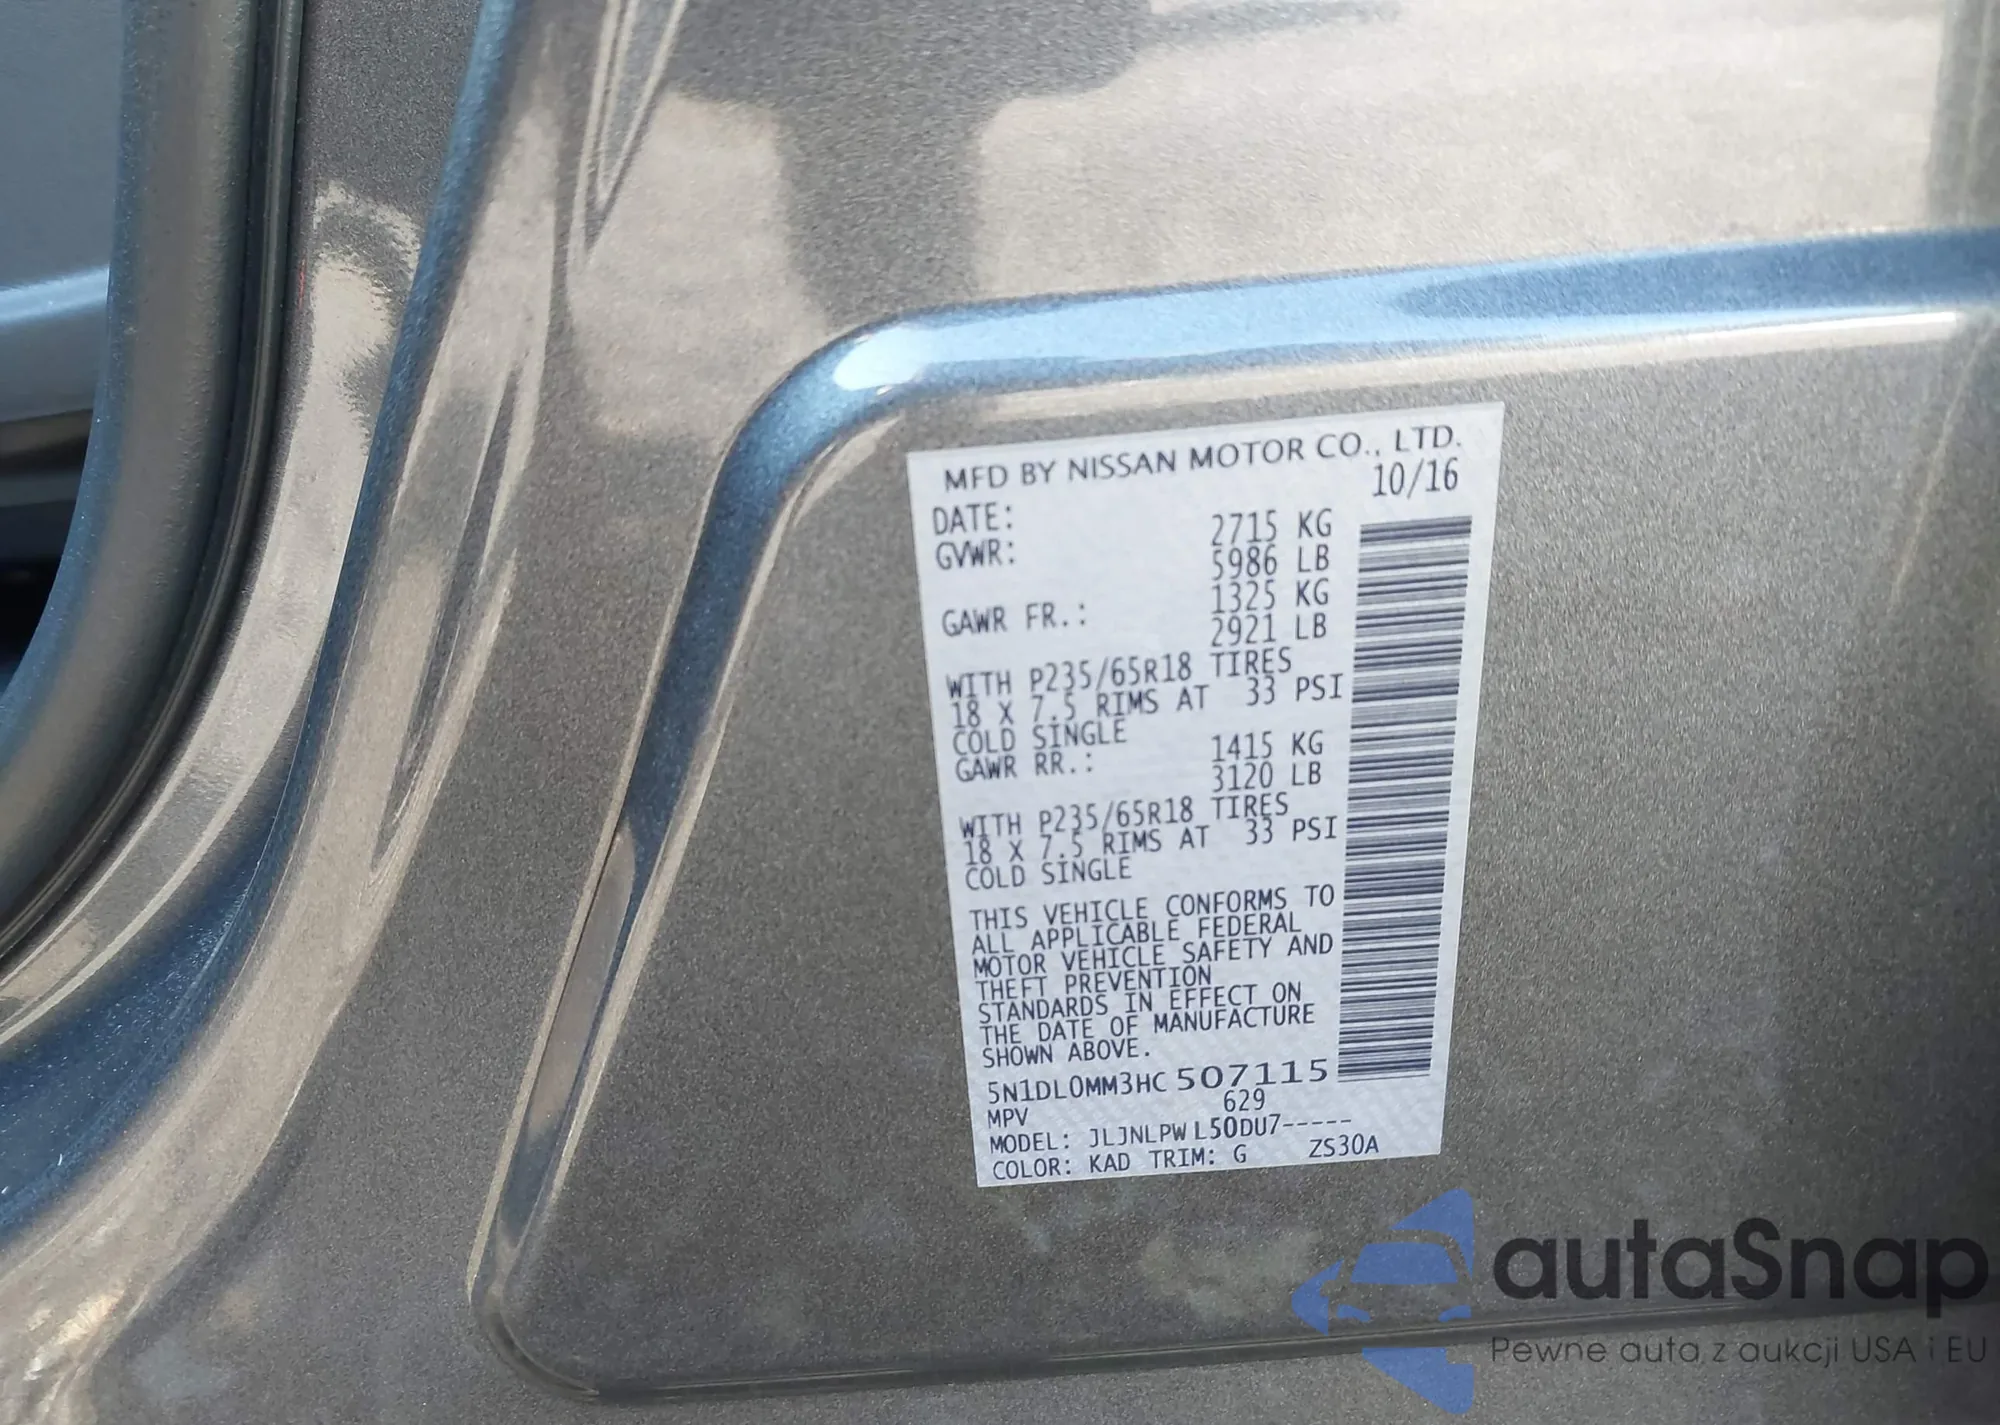 MFD BY NISSAN MOTOR CO., LTD.
10/16
DATE:
GVWR: 2715 KG
5986 LB
GAWR FR.: 1325 KG
2921 LB
WITH P235/65R18 TIRES
18 X 7.5 RIMS AT 33 PSI
COLD SINGLE
GAWR RR.: 1415 KG
3120 LB
WITH P235/65R18 TIRES
18 X 7.5 RIMS AT 33 PSI
COLD SINGLE
THIS VEHICLE CONFORMS TO
ALL APPLICABLE FEDERAL
MOTOR VEHICLE SAFETY AND
THEFT PREVENTION
STANDARDS IN EFFECT ON
THE DATE OF MANUFACTURE
SHOWN ABOVE.
5N1DL0MM3HC 507115
MPV 629
MODEL: JLJNLPW L50DU7-----
COLOR: KAD TRIM: G ZS30A
autaSnap
Pewne auta z aukcji USA i EU